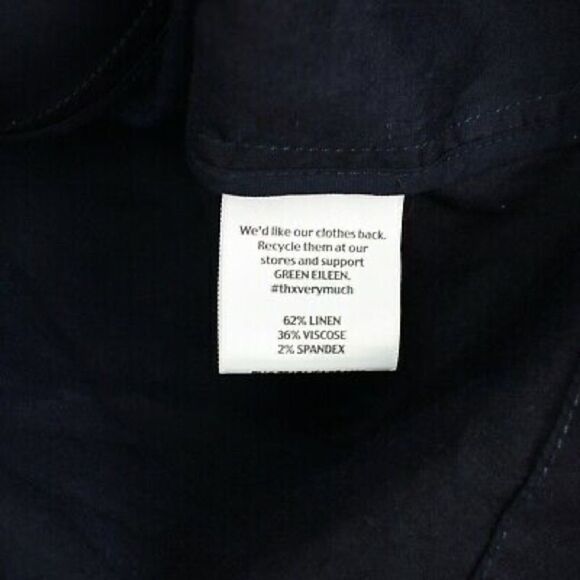 We'd like our clothes back.
Recycle them at our
stores and support
GREEN EILEEN.
#thxverymuch
62% LINEN
36% VISCOSE
2% SPANDEX